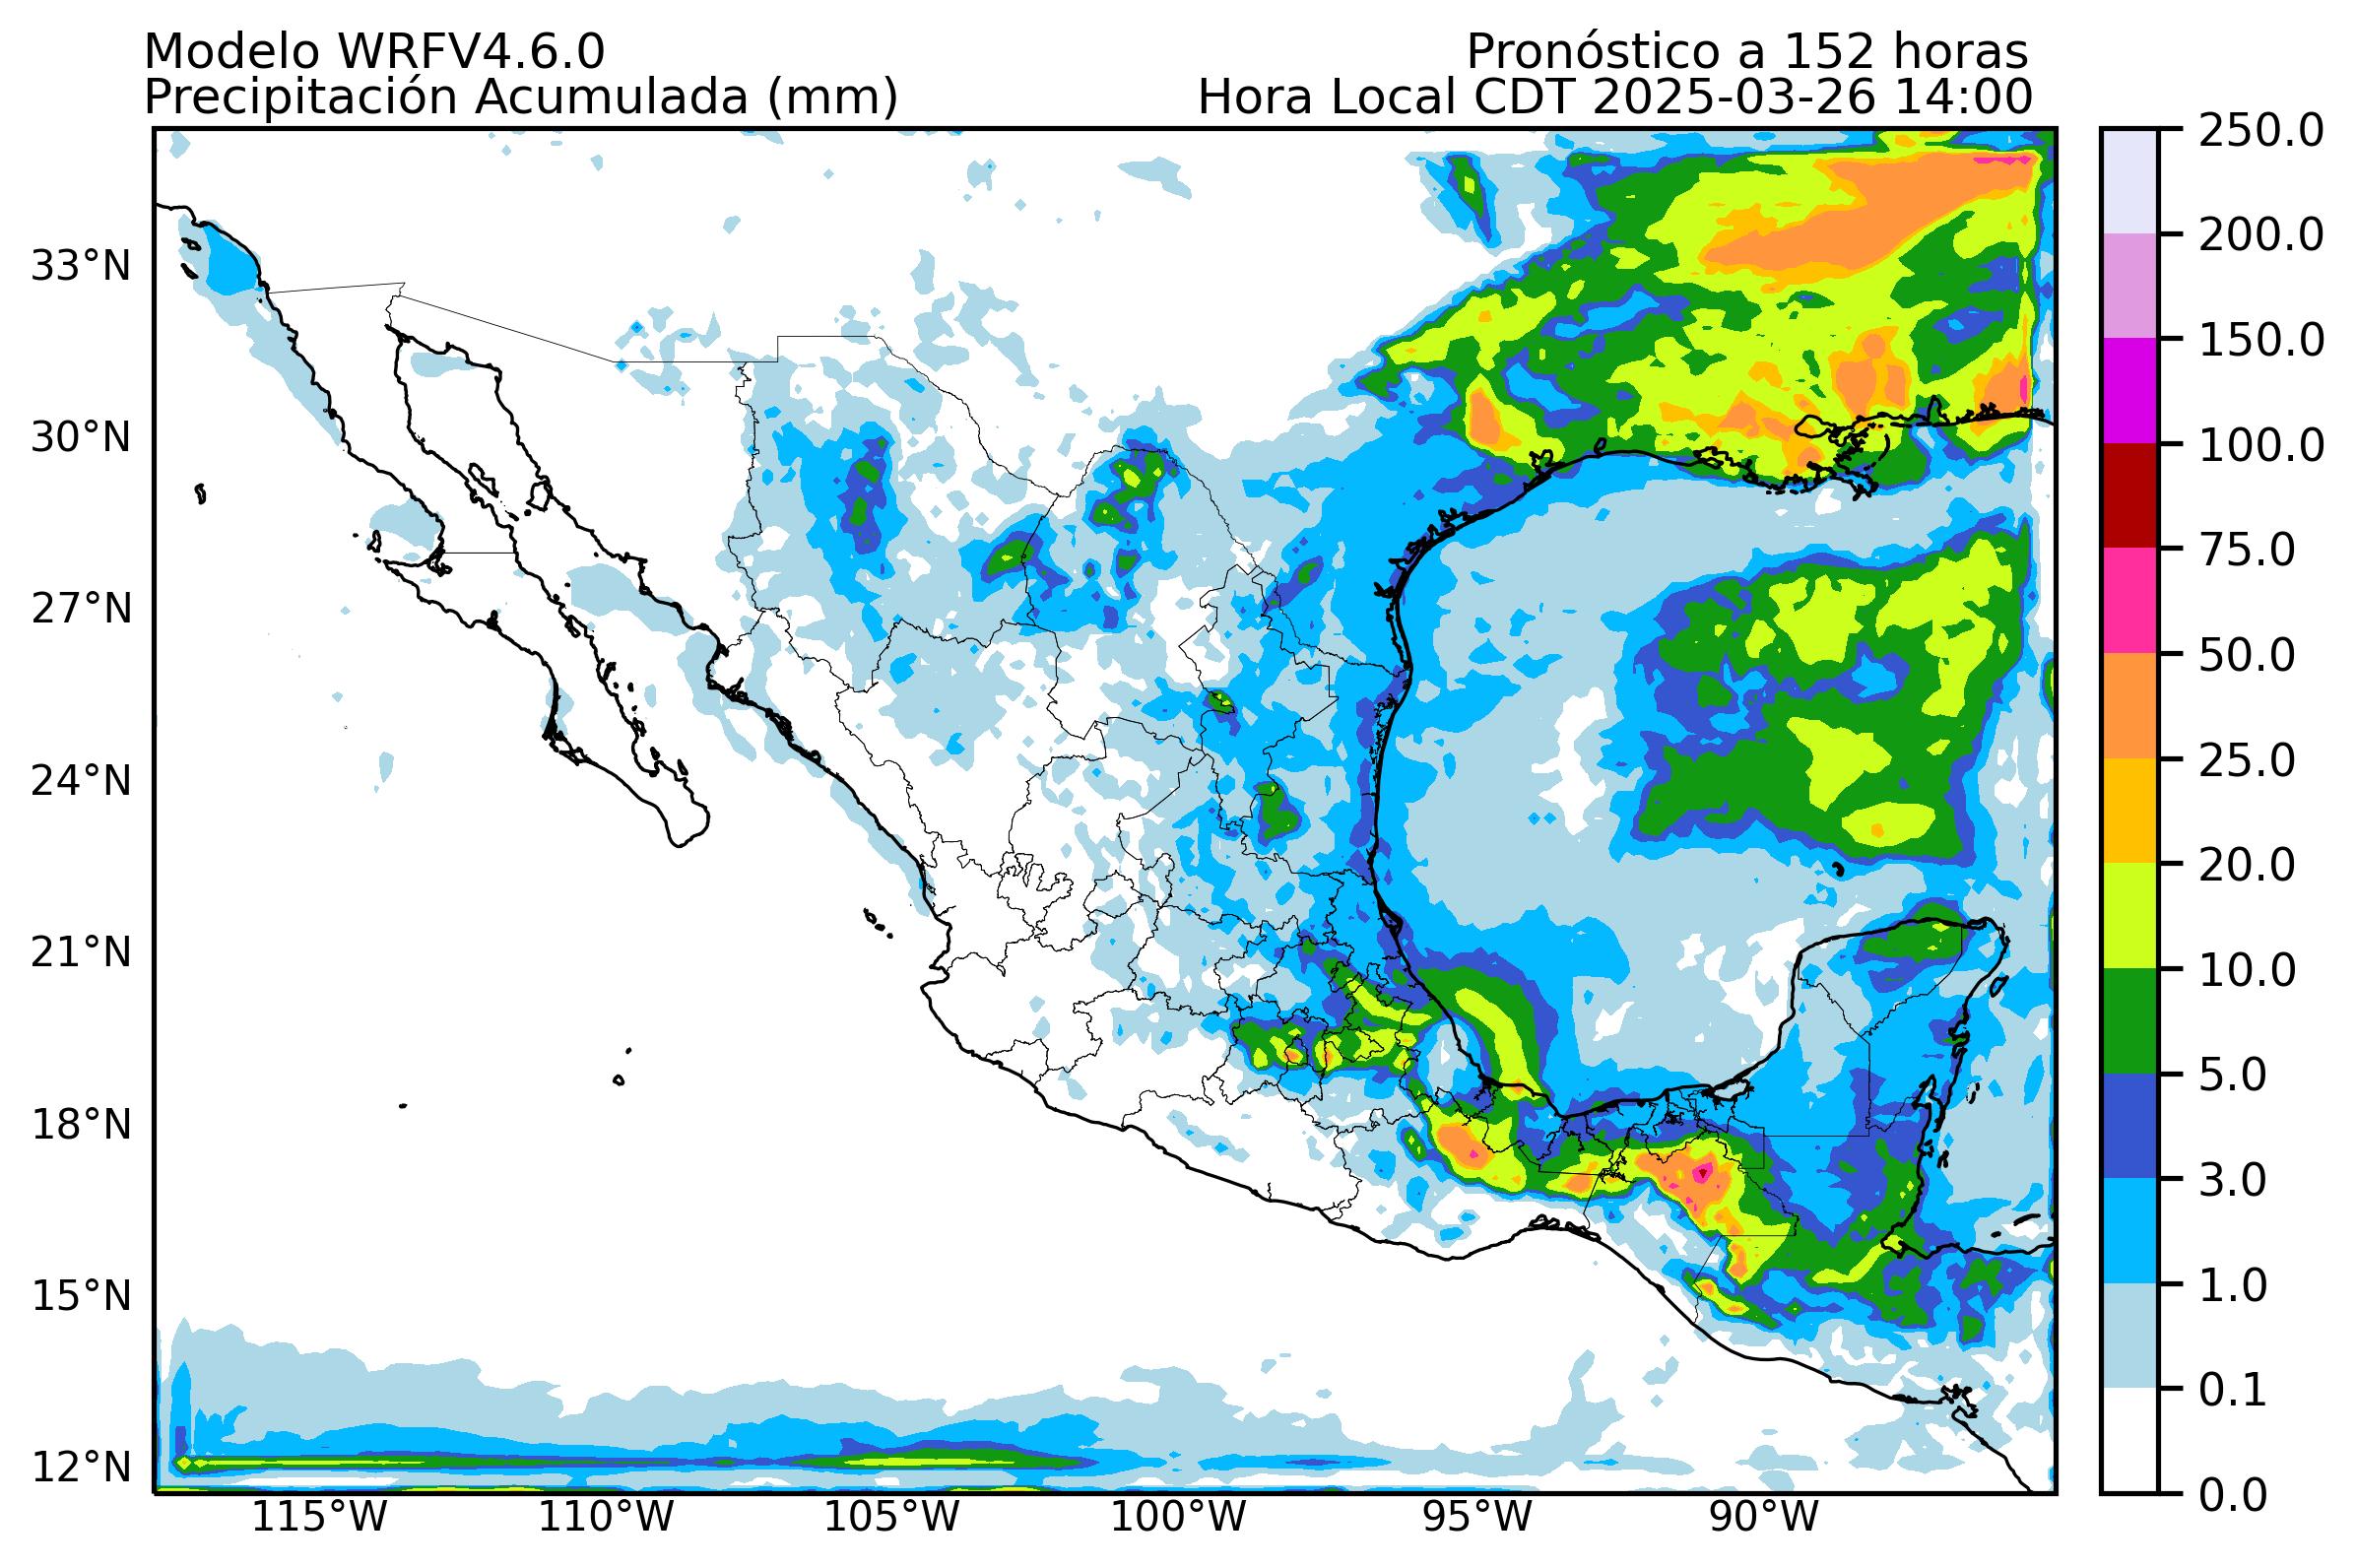 Modelo WRFV4.6.0
Pronóstico a 152 horas
Precipitación Acumulada (mm)
Hora Local CDT 2025-03-26 14:00
33°N
30°N
27°N
24°N
21°N
18°N
15°N
12°N
115°W
110°W
105°W
100°W
95°W
90°W
250.0
200.0
150.0
100.0
75.0
50.0
25.0
20.0
10.0
5.0
3.0
1.0
0.1
0.0